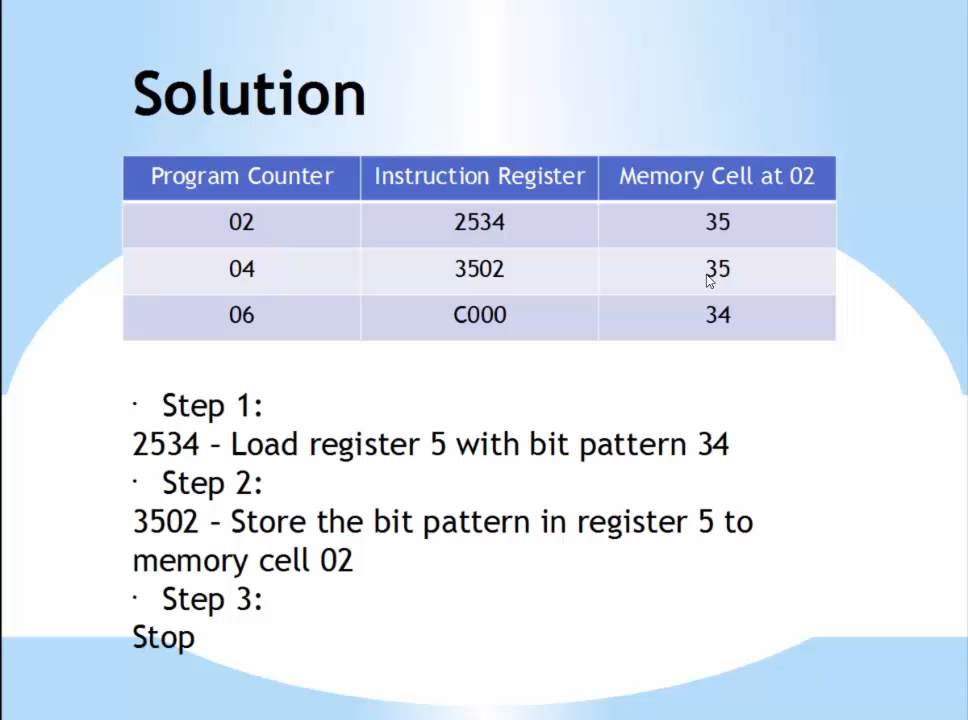 Solution
Program Counter Instruction Register Memory Cell at 02
02 2534 35
04 3502 35
06 C000 34
· Step 1:
2534 – Load register 5 with bit pattern 34
· Step 2:
3502 – Store the bit pattern in register 5 to
memory cell 02
· Step 3:
Stop